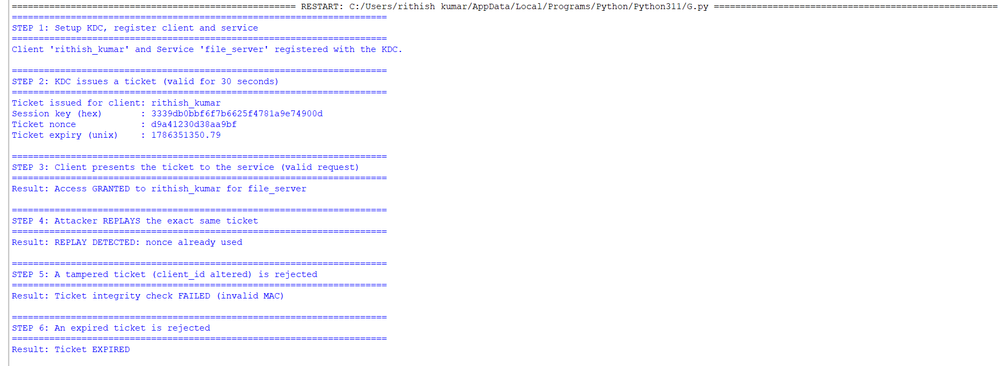 ===================================================== RESTART: C:/Users/rithish kumar/AppData/Local/Programs/Python/Python311/G.py =====================================================
======================================================================
STEP 1: Setup KDC, register client and service
======================================================================
Client 'rithish_kumar' and Service 'file_server' registered with the KDC.
======================================================================
STEP 2: KDC issues a ticket (valid for 30 seconds)
======================================================================
Ticket issued for client: rithish_kumar
Session key (hex)       : 3339db0bbf6f7b6625f4781a9e74900d
Ticket nonce            : d9a41230d38aa9bf
Ticket expiry (unix)    : 1786351350.79
======================================================================
STEP 3: Client presents the ticket to the service (valid request)
======================================================================
Result: Access GRANTED to rithish_kumar for file_server
======================================================================
STEP 4: Attacker REPLAYS the exact same ticket
======================================================================
Result: REPLAY DETECTED: nonce already used
======================================================================
STEP 5: A tampered ticket (client_id altered) is rejected
======================================================================
Result: Ticket integrity check FAILED (invalid MAC)
======================================================================
STEP 6: An expired ticket is rejected
======================================================================
Result: Ticket EXPIRED